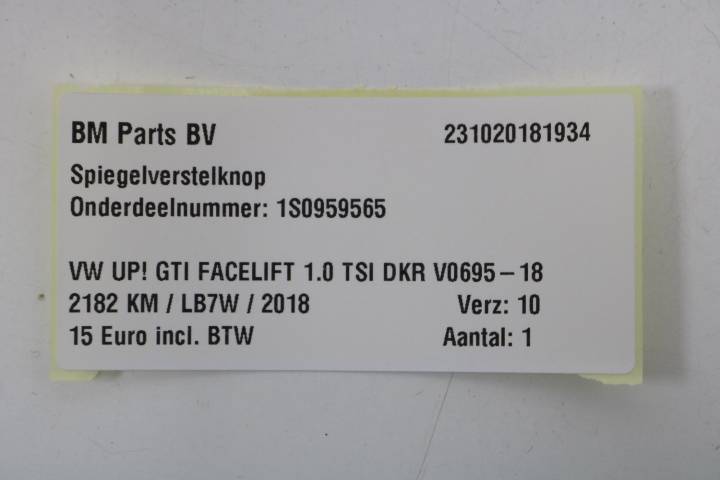 BM Parts BV 231020181934
Spiegelverstelknop
Onderdeelnummer: 1S0959565
VW UP! GTI FACELIFT 1.0 TSI DKR V0695-18
2182 KM / LB7W / 2018 Verz: 10
15 Euro incl. BTW Aantal: 1